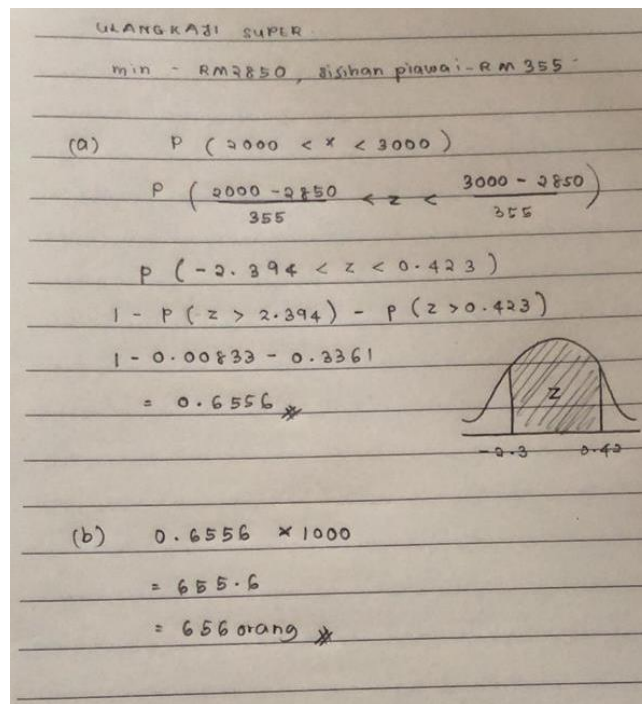 ULANGKAJI SUPER
min - RM2850, sisihan piawai - RM 355
(a) P ( 2000 < x < 3000 )
P ( 2000 - 2850 / 355 < z < 3000 - 2850 / 355 )
P ( -2.394 < z < 0.423 )
1 - P ( z > 2.394 ) - P ( z > 0.423 )
1 - 0.00833 - 0.3361
= 0.6556
Z
-2.3 0.42
(b) 0.6556 × 1000
= 655.6
= 656 orang